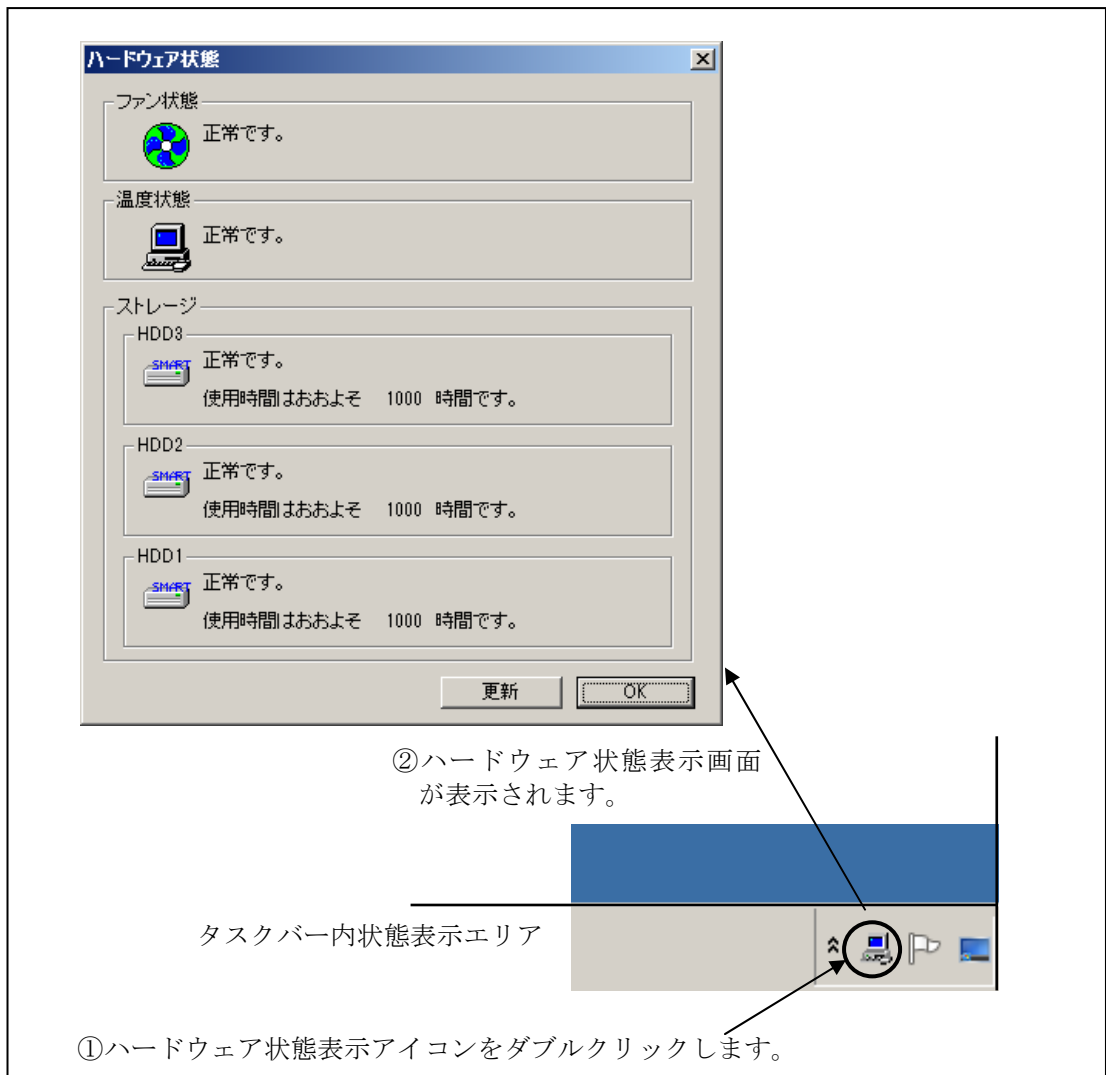 ハードウェア状態
ファン状態
正常です。
温度状態
正常です。
ストレージ
HDD3
SMART
正常です。
使用時間はおおよそ 1000 時間です。
HDD2
SMART
正常です。
使用時間はおおよそ 1000 時間です。
HDD1
SMART
正常です。
使用時間はおおよそ 1000 時間です。
更新 OK
②ハードウェア状態表示画面
が表示されます。
タスクバー内状態表示エリア
①ハードウェア状態表示アイコンをダブルクリックします。